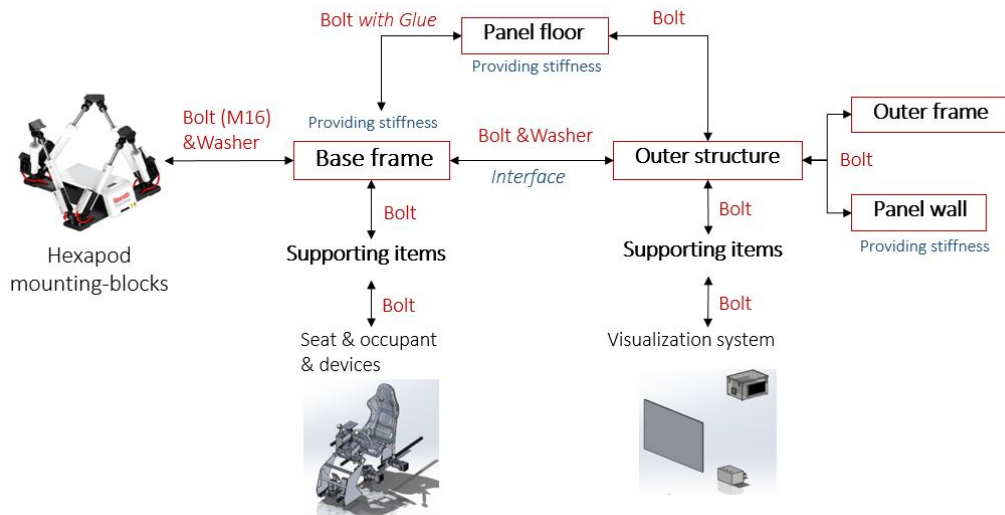 Bolt with Glue
Panel floor
Bolt
Providing stiffness
Bolt (M16)
&Washer
Providing stiffness
Base frame
Bolt &Washer
Interface
Outer structure
Outer frame
Bolt
Panel wall
Providing stiffness
Hexapod
mounting-blocks
Bolt
Supporting items
Bolt
Seat & occupant
& devices
Bolt
Supporting items
Bolt
Visualization system